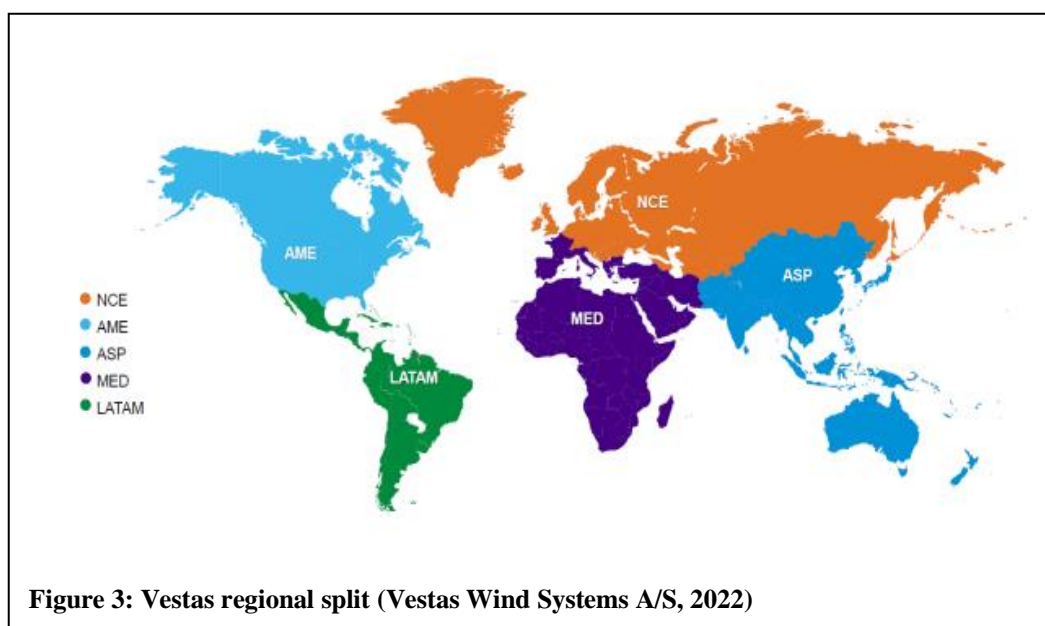 NCE
AME
ASP
MED
LATAM
NCE
AME
ASP
MED
LATAM
Figure 3: Vestas regional split (Vestas Wind Systems A/S, 2022)